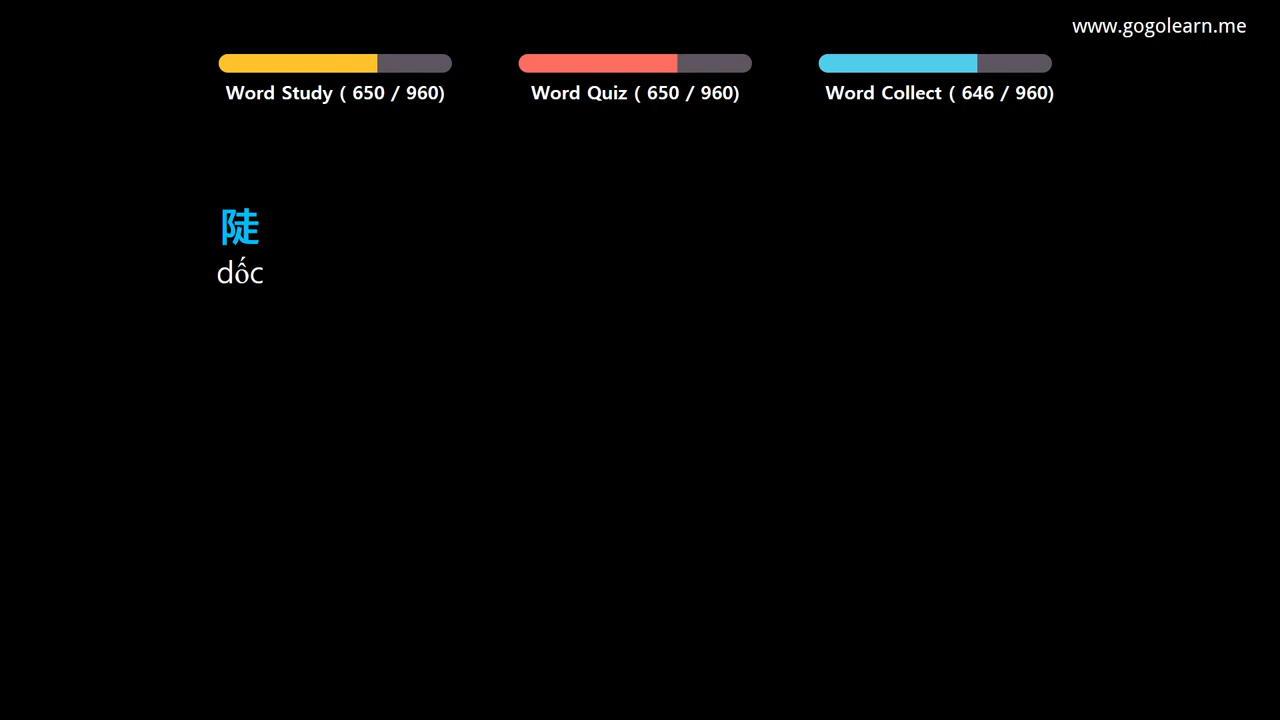 www.gogolearn.me
Word Study ( 650 / 960)
Word Quiz ( 650 / 960)
Word Collect ( 646 / 960)
陡
dốc